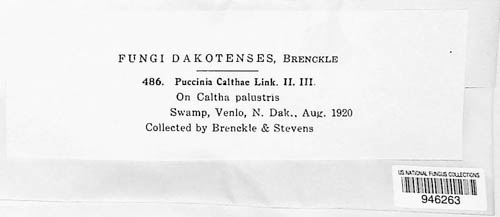 FUNGI DAKOTENSES, BRENCKLE
486. Puccinia Calthae Link. II. III.
On Caltha palustris
Swamp, Venlo, N. Dak., Aug. 1920
Collected by Brenckle & Stevens
US NATIONAL FUNGUS COLLECTIONS
946263